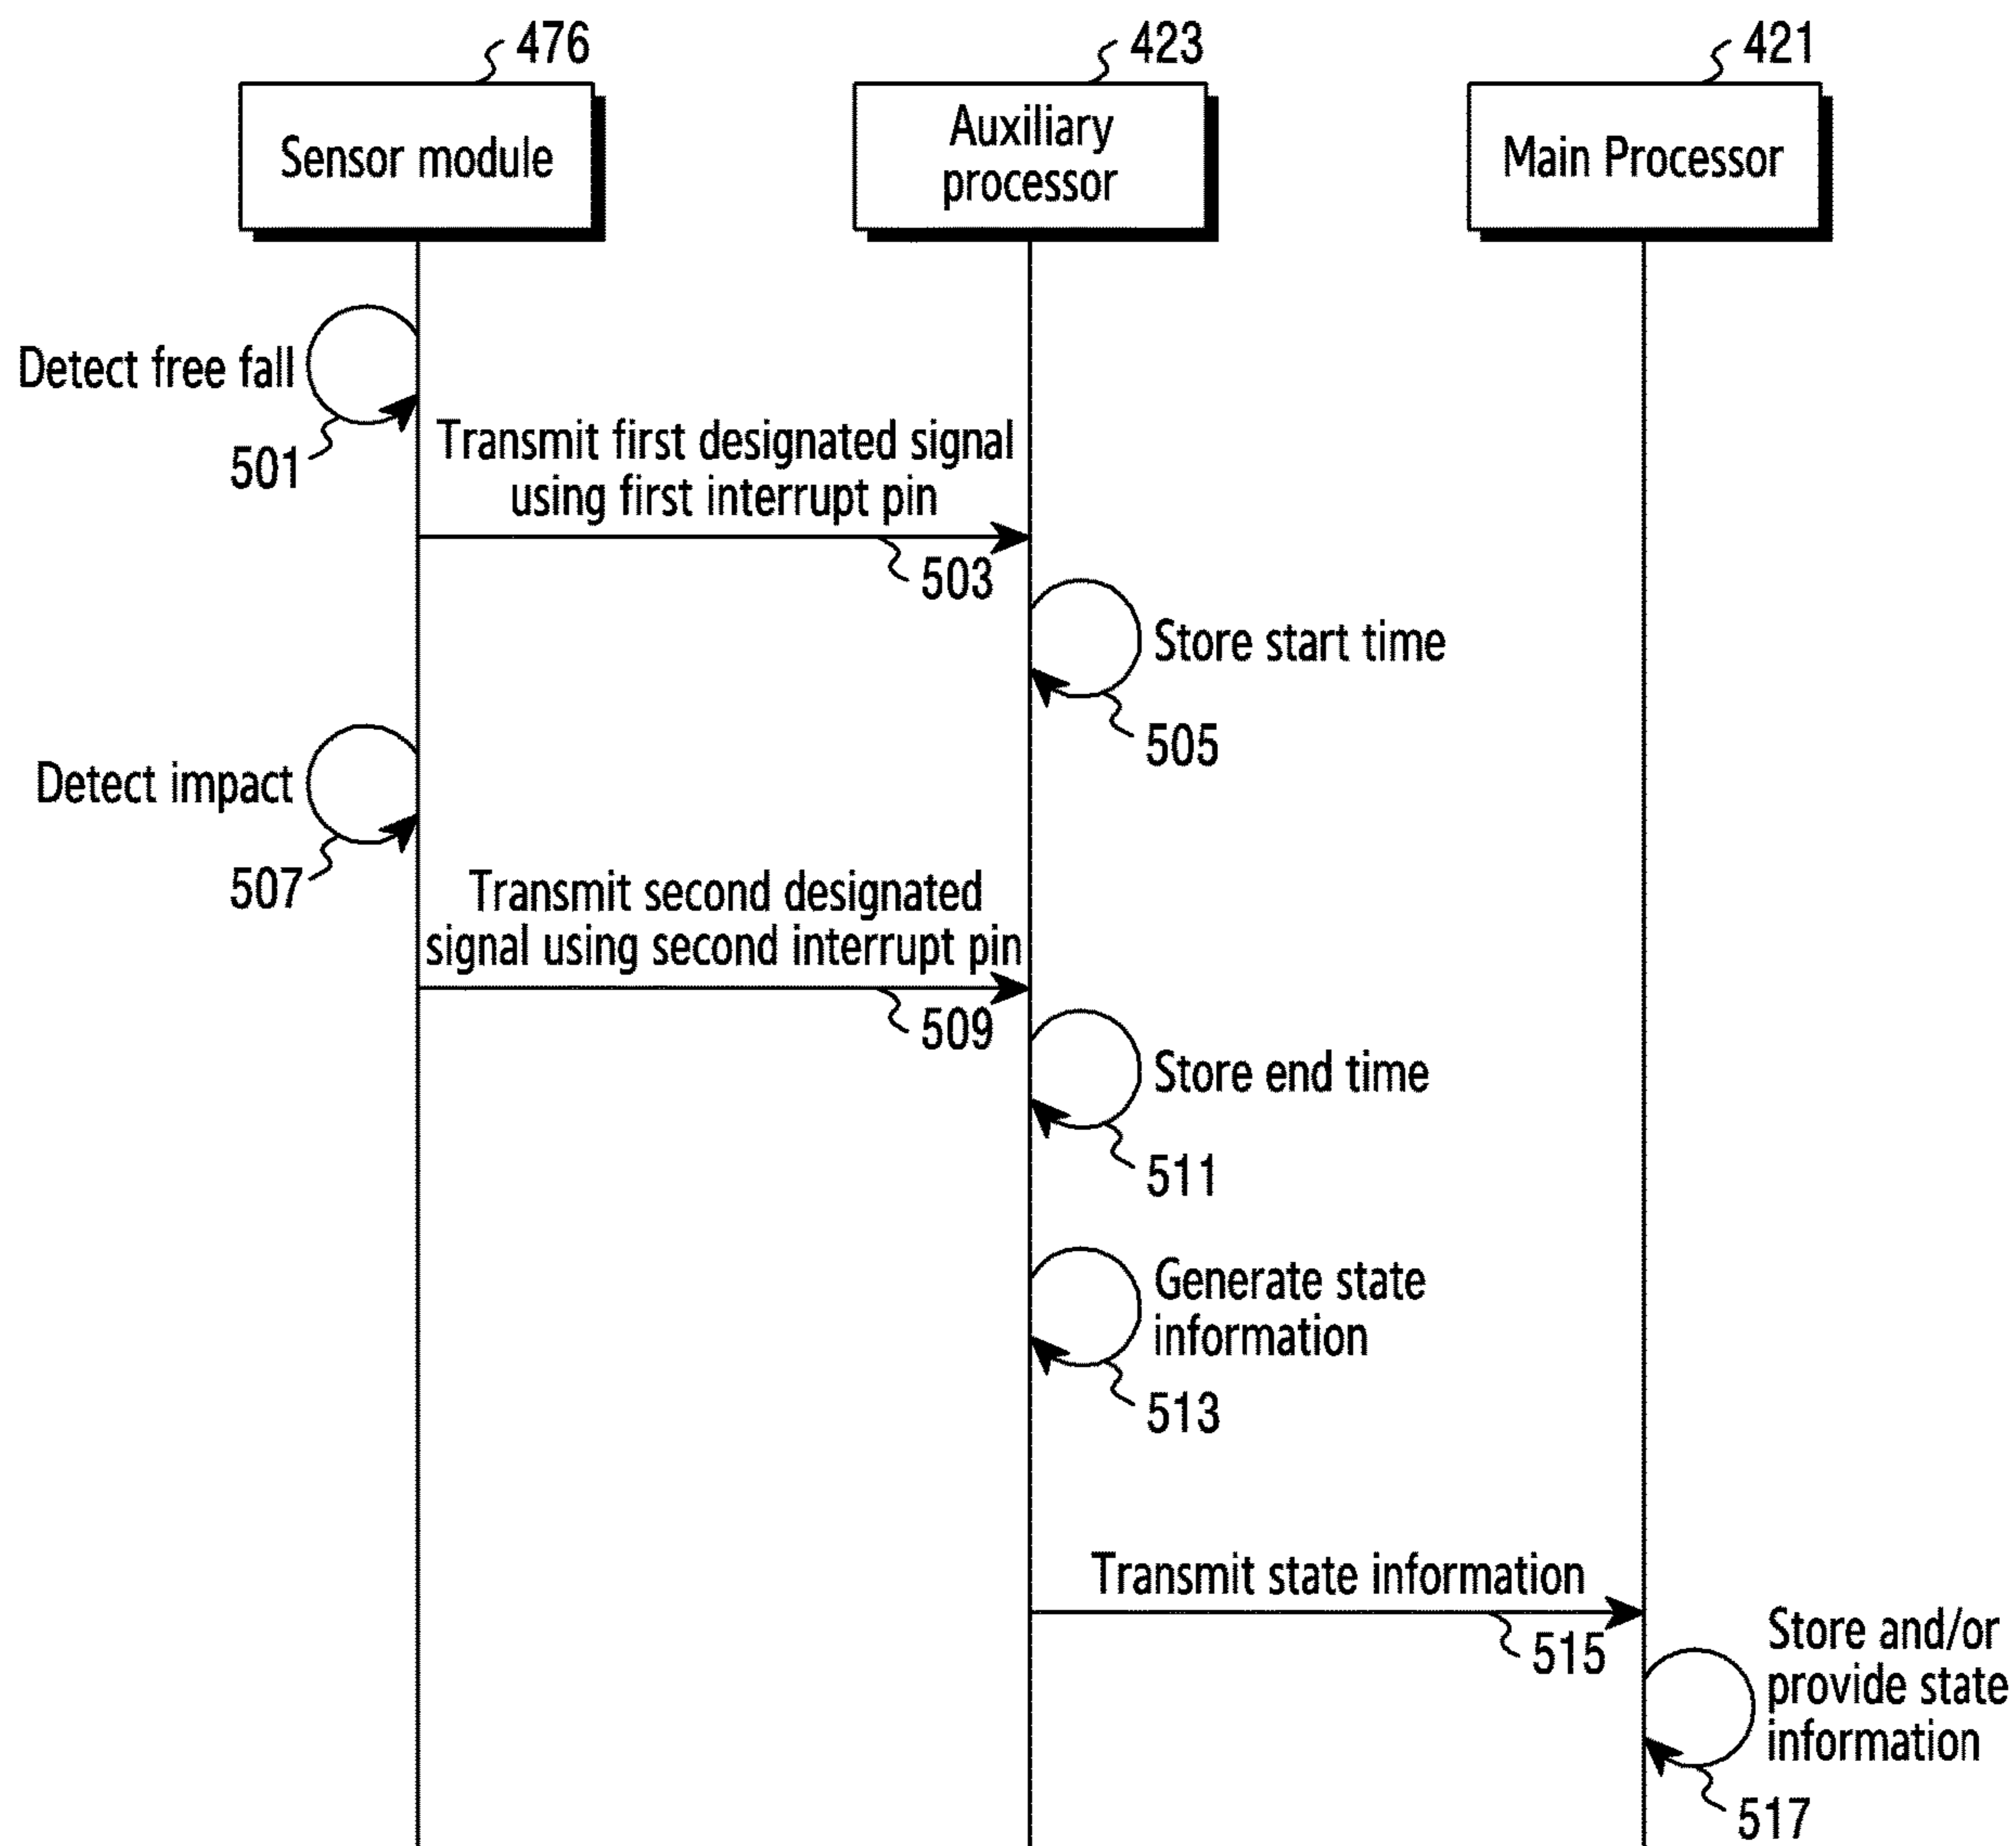 476
423
421
Sensor module
Auxiliary
processor
Main Processor
Detect free fall
501
Transmit first designated signal
using first interrupt pin
503
Store start time
505
Detect impact
507
Transmit second designated
signal using second interrupt pin
509
Store end time
511
Generate state
information
513
Transmit state information
515
Store and/or
provide state
information
517